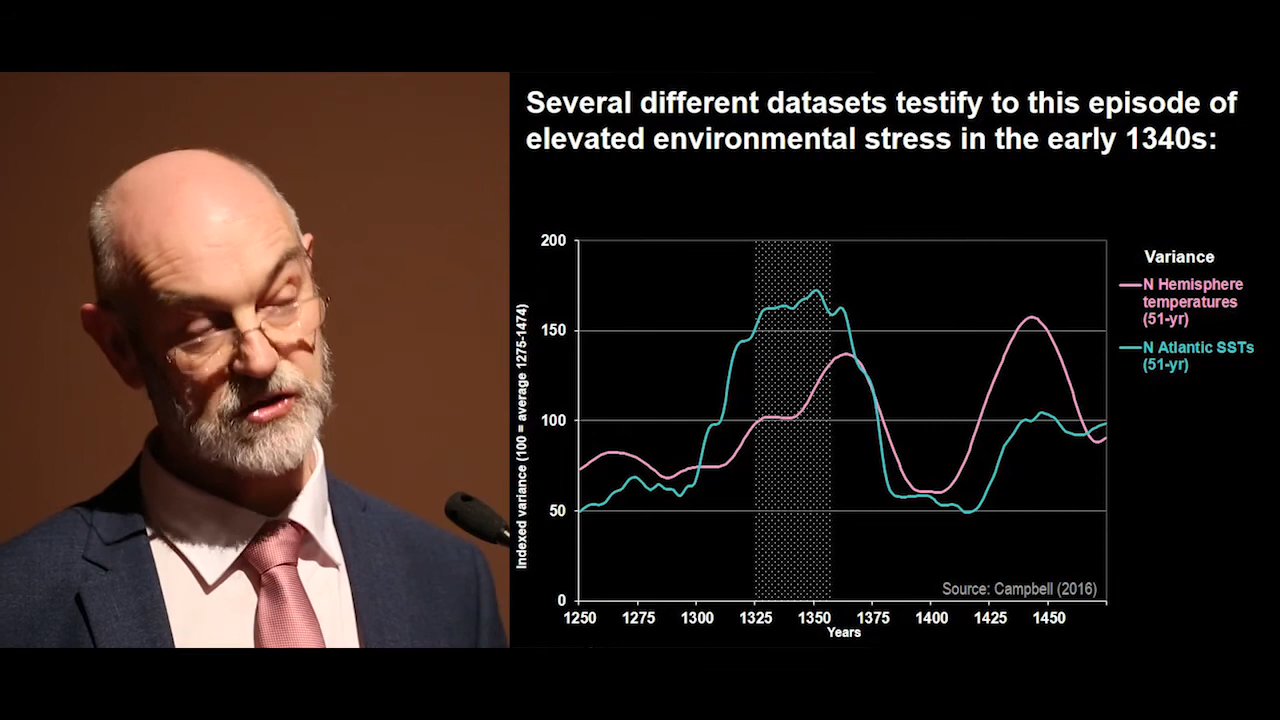 Several different datasets testify to this episode of
elevated environmental stress in the early 1340s:
200
150
100
50
0
Indexed variance (100 = average 1275-1474)
1250 1275 1300 1325 1350 1375 1400 1425 1450
Years
Variance
N Hemisphere
temperatures
(51-yr)
N Atlantic SSTs
(51-yr)
Source: Campbell (2016)